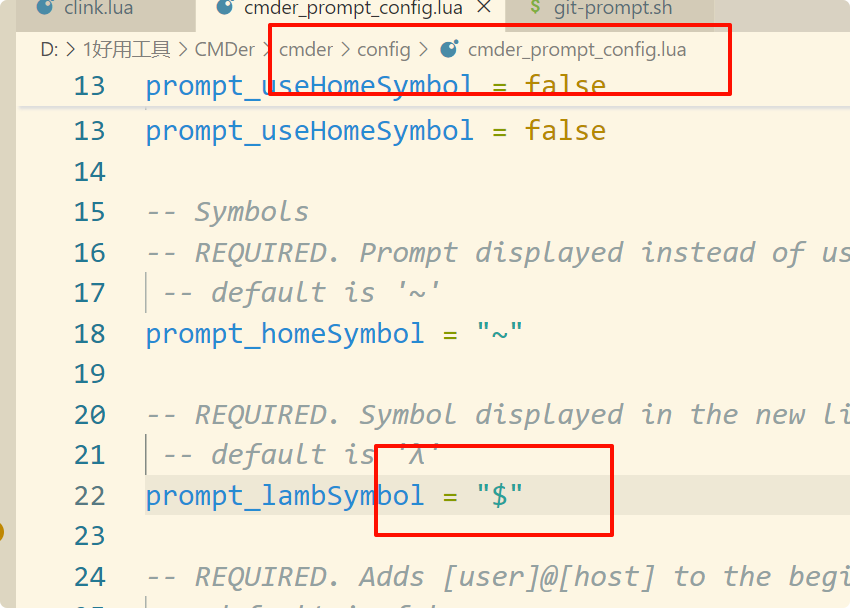 clink.lua cmder_prompt_config.lua × $ git-prompt.sh
D: > 1好用工具 > CMDer > cmder > config > cmder_prompt_config.lua
13 prompt_useHomeSymbol = false
13 prompt_useHomeSymbol = false
14
15 -- Symbols
16 -- REQUIRED. Prompt displayed instead of us
17 -- default is '~'
18 prompt_homeSymbol = "~"
19
20 -- REQUIRED. Symbol displayed in the new li
21 -- default is 'λ'
22 prompt_lambSymbol = "$"
23
24 -- REQUIRED. Adds [user]@[host] to the begi